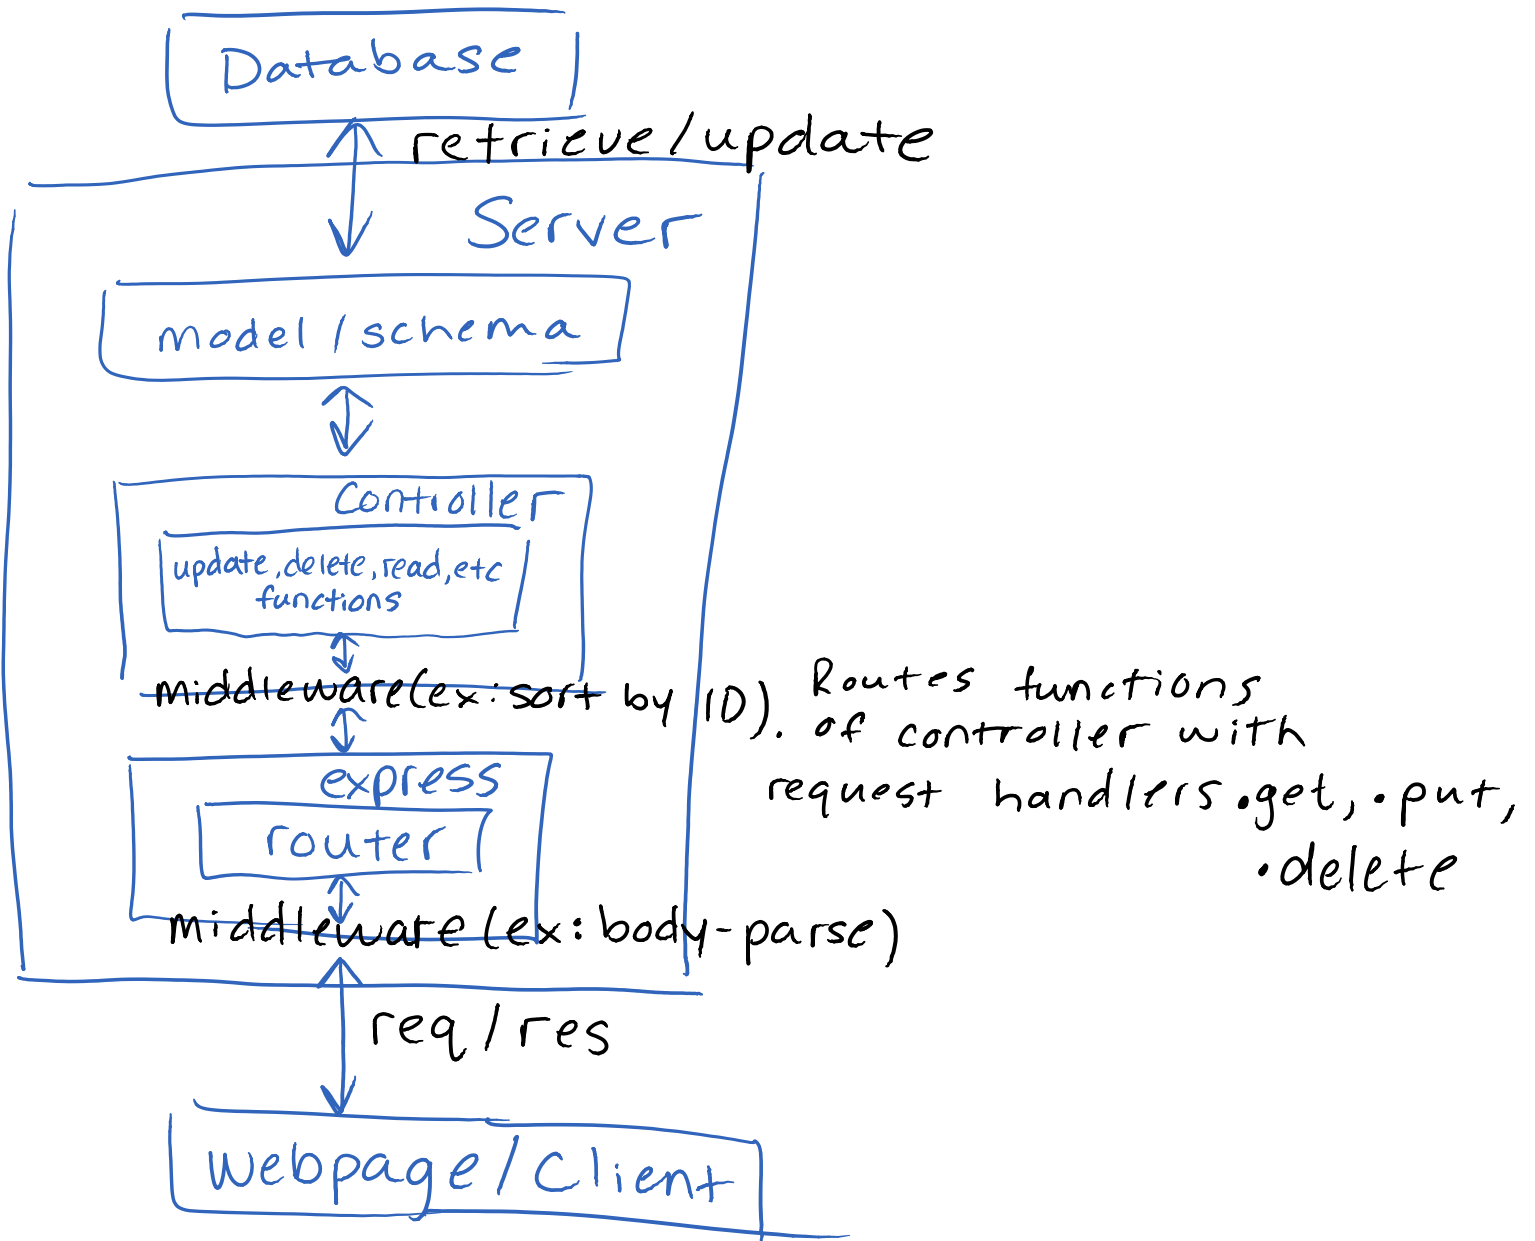 Database
retrieve/update
Server
model/schema
Controller
update, delete, read, etc
functions
middleware(ex: sort by ID).
Routes functions
of controller with
request handlers .get, .put,
.delete
express
router
middleware (ex: body-parse)
req/res
Webpage/Client